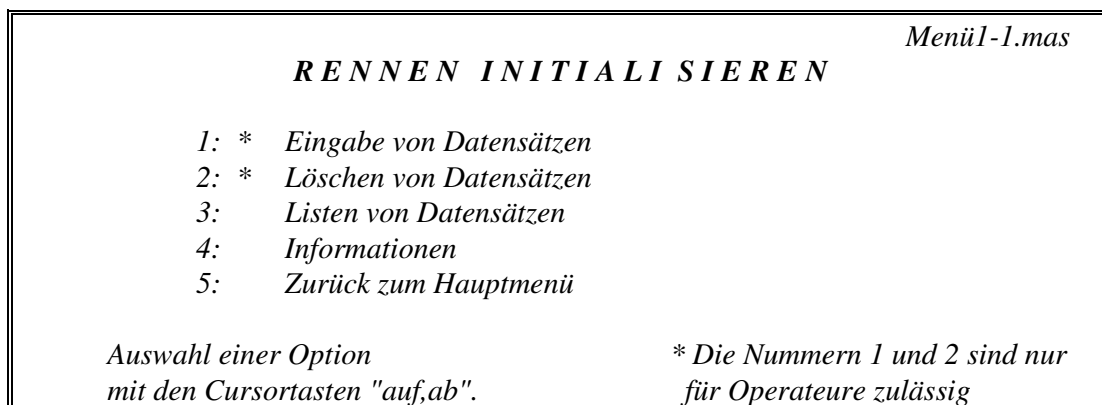 Menü1-1.mas
R E N N E N   I N I T I A L I  S I E R E N
1:  *   Eingabe von Datensätzen
2:  *   Löschen von Datensätzen
3:      Listen von Datensätzen
4:      Informationen
5:      Zurück zum Hauptmenü
Auswahl einer Option   * Die Nummern 1 und 2 sind nur
mit den Cursortasten "auf,ab".   für Operateure zulässig